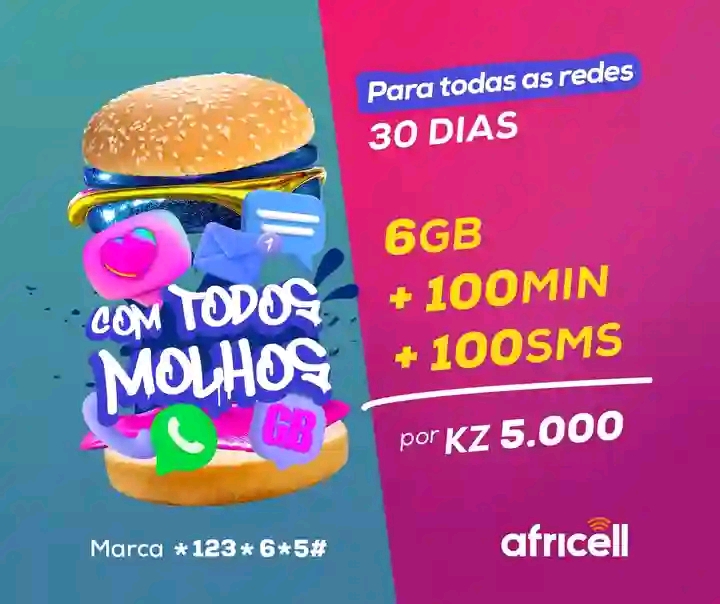 COM TODOS
MOLHOS
GB
1
Marca *123*6*5#
Para todas as redes
30 DIAS
6GB
+ 100MIN
+ 100SMS
por KZ 5.000
africell